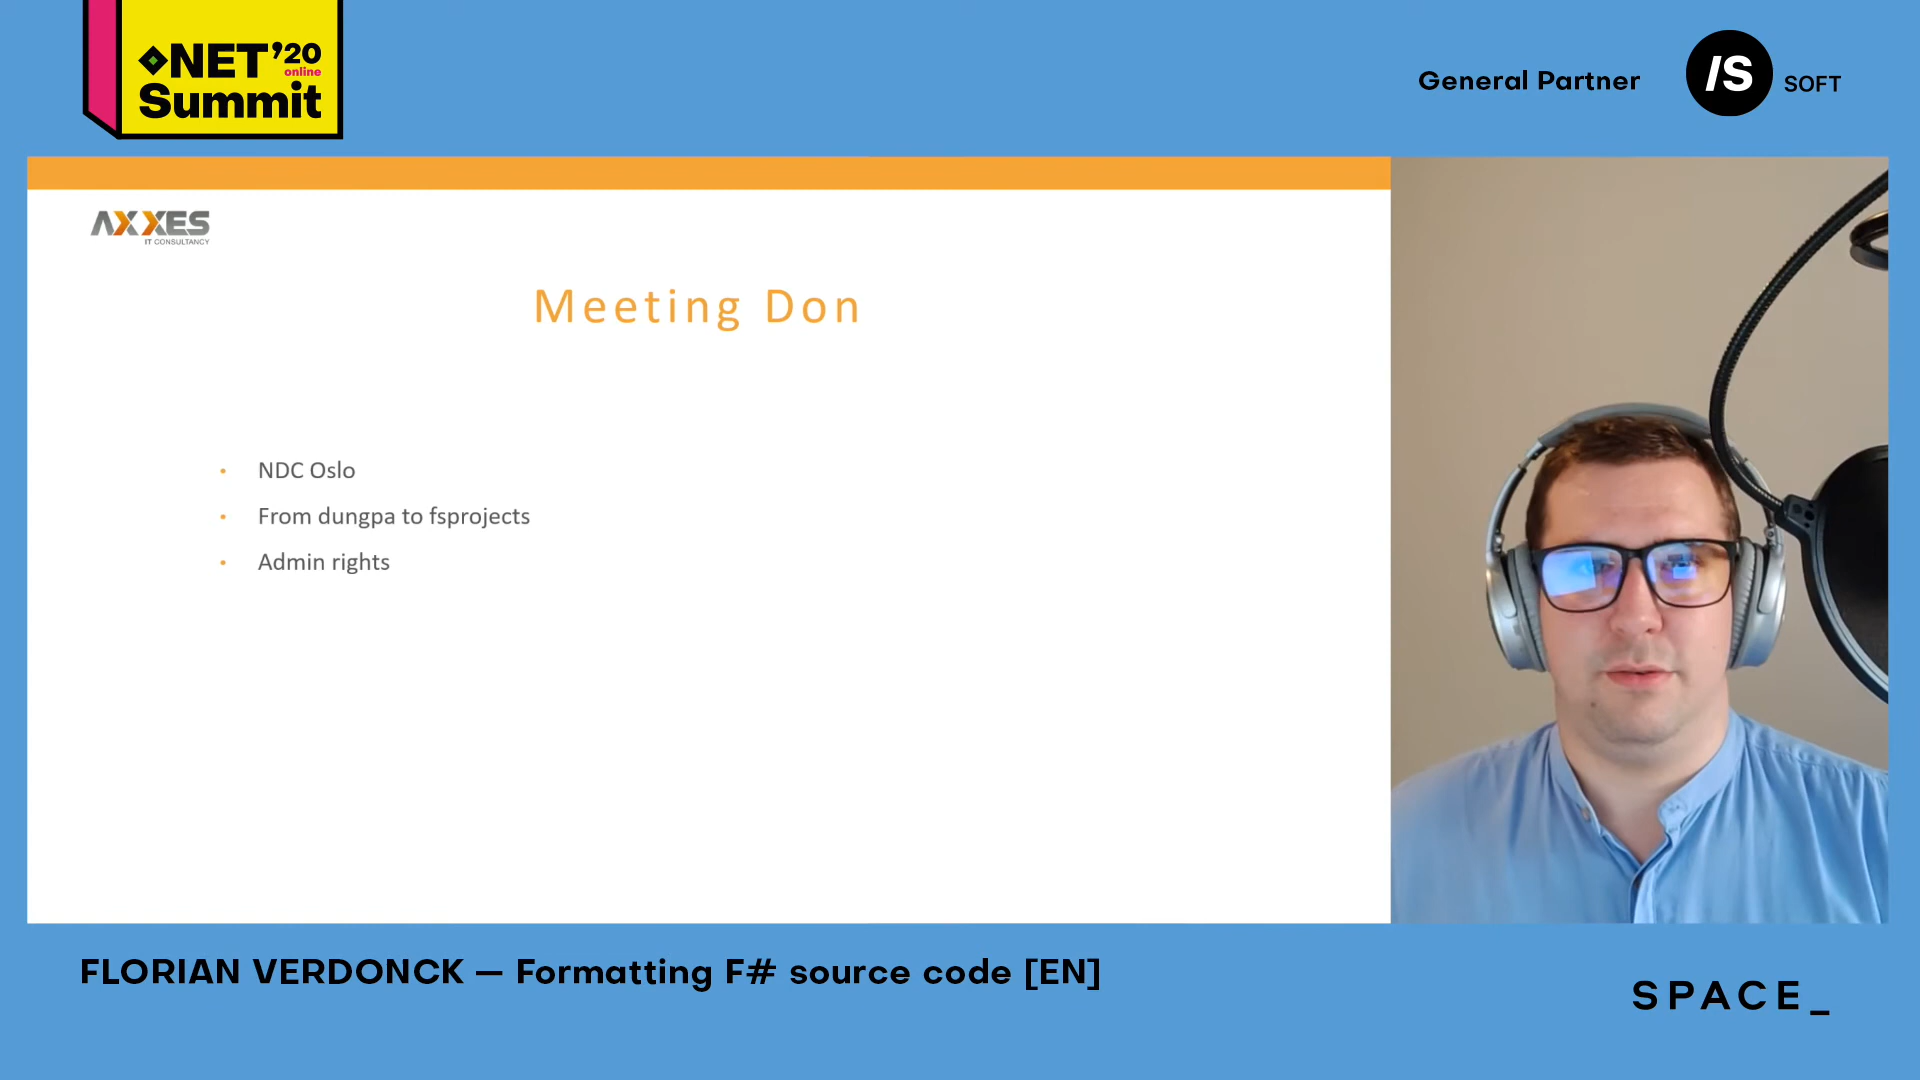 NET'20
online
Summit
General Partner
IS
SOFT
AXXES
IT CONSULTANCY
Meeting Don
• NDC Oslo
• From dungpa to fsprojects
• Admin rights
FLORIAN VERDONCK — Formatting F# source code [EN]
SPACE_